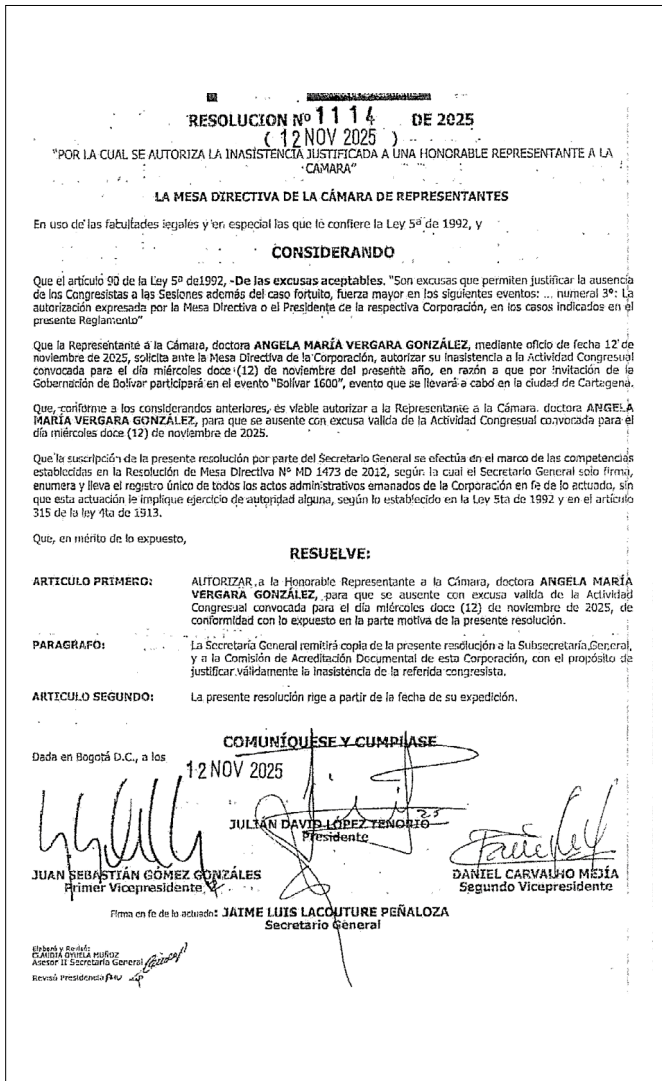 RESOLUCION Nº 1114 DE 2025
( 12 NOV 2025 )
"POR LA CUAL SE AUTORIZA LA INASISTENCIA JUSTIFICADA A UNA HONORABLE REPRESENTANTE A LA
CAMARA"
LA MESA DIRECTIVA DE LA CÁMARA DE REPRESENTANTES
En uso de las facultades legales y en especial las que le confiere la Ley 5ª de 1992, y
CONSIDERANDO
Que el artículo 90 de la Ley 5ª de1992, -De las excusas aceptables. "Son excusas que permiten justificar la ausencia
de los Congresistas a las Sesiones además del caso fortuito, fuerza mayor en los siguientes eventos: ... numeral 3º: La
autorización expresada por la Mesa Directiva o el Presidente de la respectiva Corporación, en los casos indicados en el
presente Reglamento"
Que la Representante a la Cámara, doctora ANGELA MARÍA VERGARA GONZÁLEZ, mediante oficio de fecha 12 de
noviembre de 2025, solicita ante la Mesa Directiva de la Corporación, autorizar su inasistencia a la Actividad Congresual
convocada para el día miércoles doce (12) de noviembre del presente año, en razón a que por invitación de la
Gobernación de Bolívar participará en el evento "Bolívar 1600", evento que se llevará a cabo en la ciudad de Cartagena.
Que, conforme a los considerandos anteriores, es viable autorizar a la Representante a la Cámara. doctora ANGELA
MARÍA VERGARA GONZÁLEZ, para que se ausente con excusa valida de la Actividad Congresual convocada para el
día miércoles doce (12) de noviembre de 2025.
Que la suscripción de la presente resolución por parte del Secretario General se efectúa en el marco de las competencias
establecidas en la Resolución de Mesa Directiva Nº MD 1473 de 2012, según la cual el Secretario General solo firma,
enumera y lleva el registro único de todos los actos administrativos emanados de la Corporación en fe de lo actuado, sin
que esta actuación le implique ejercicio de autoridad alguna, según lo establecido en la Ley 5ta de 1992 y en el artículo
315 de la ley 4ta de 1913.
Que, en mérito de lo expuesto,
RESUELVE:
ARTICULO PRIMERO: AUTORIZAR a la Honorable Representante a la Cámara, doctora ANGELA MARÍA
VERGARA GONZÁLEZ, para que se ausente con excusa valida de la Actividad
Congresual convocada para el día miércoles doce (12) de noviembre de 2025, de
conformidad con lo expuesto en la parte motiva de la presente resolución.
PARAGRAFO: La Secretaría General remitirá copia de la presente resolución a la Subsecretaría General,
y a la Comisión de Acreditación Documental de esta Corporación, con el propósito de
justificar válidamente la inasistencia de la referida congresista.
ARTICULO SEGUNDO: La presente resolución rige a partir de la fecha de su expedición.
COMUNÍQUESE Y CUMPLASE
Dada en Bogotá D.C., a los
12 NOV 2025
JULIÁN DAVID LÓPEZ TENORIO
Presidente
JUAN SEBASTIÁN GÓMEZ GONZÁLES
Primer Vicepresidente
DANIEL CARVALHO MEJÍA
Segundo Vicepresidente
Firma en fe de lo actuado: JAIME LUIS LACOUTURE PEÑALOZA
Secretario General
Elaboró y Revisó:
CLAUDIA OYUELA MUÑOZ
Asesor II Secretaría General
Revisó Presidencia